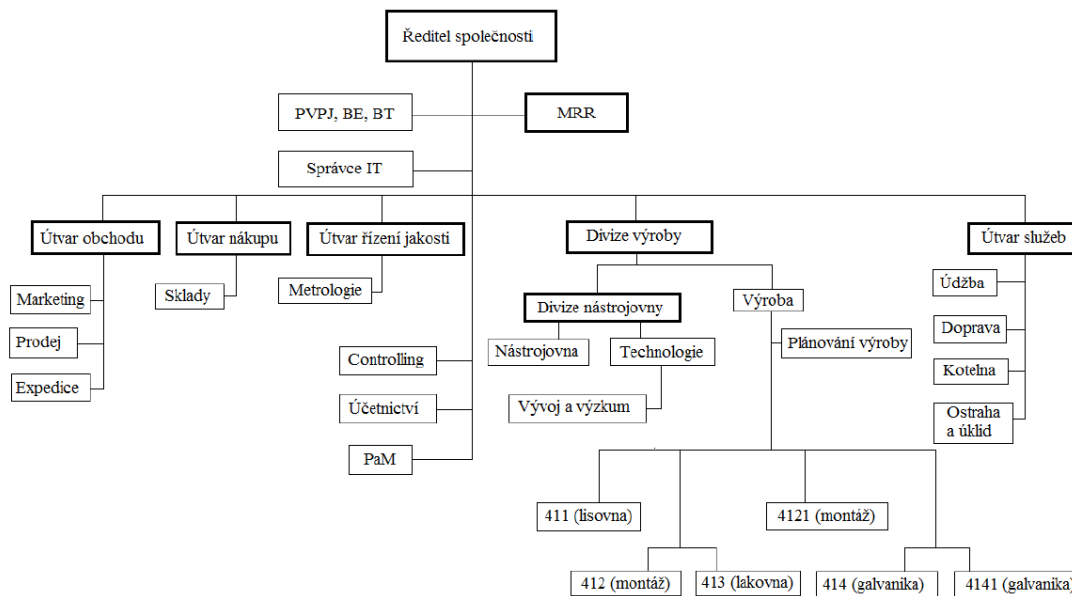 Ředitel společnosti
PVPJ, BE, BT
MRR
Správce IT
Útvar obchodu
Útvar nákupu
Útvar řízení jakosti
Divize výroby
Útvar služeb
Marketing
Sklady
Metrologie
Divize nástrojovny
Výroba
Údžba
Prodej
Controlling
Nástrojovna
Technologie
Plánování výroby
Doprava
Expedice
Účetnictví
Vývoj a výzkum
Kotelna
PaM
Ostraha
a úklid
411 (lisovna)
4121 (montáž)
412 (montáž)
413 (lakovna)
414 (galvanika)
4141 (galvanika)